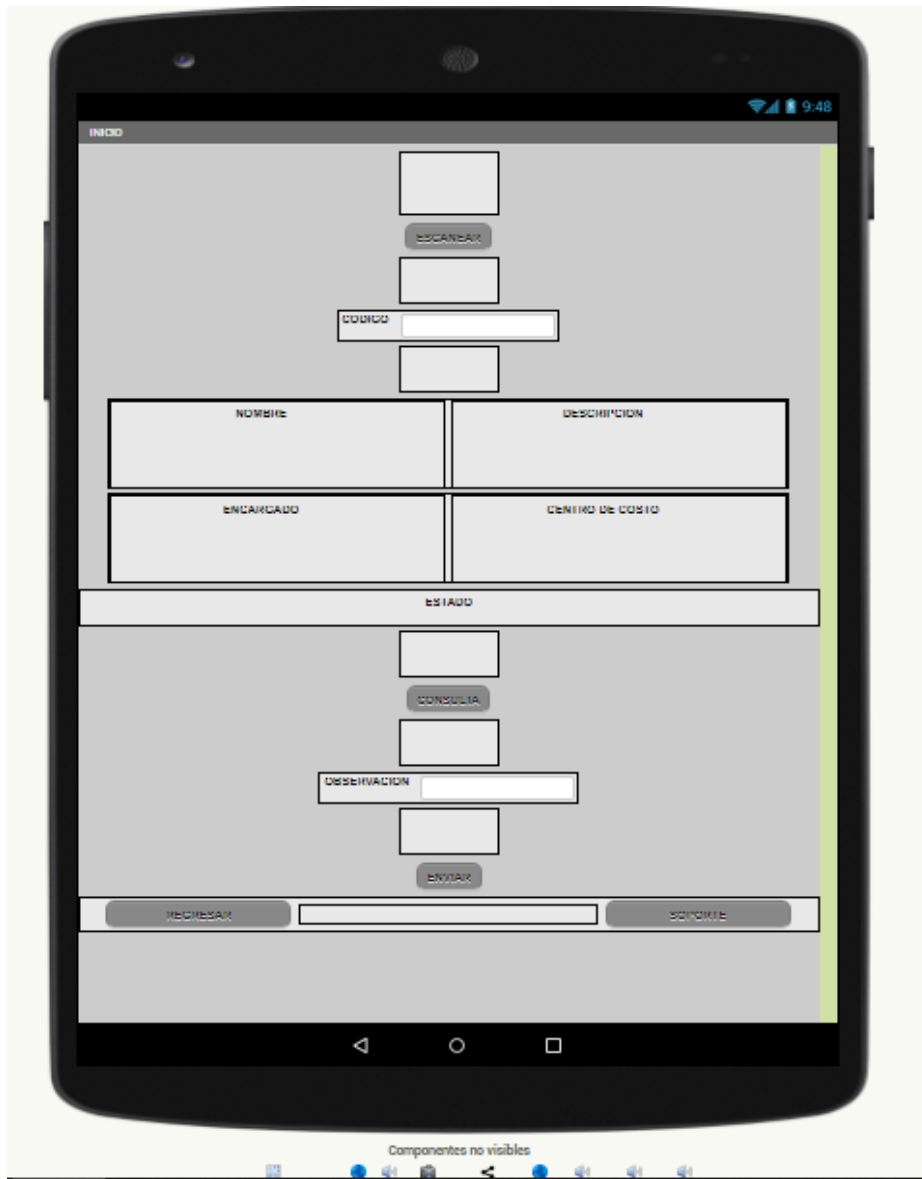 9:48
INICIO
ESCANEAR
CODIGO
NOMBRE DESCRIPCION
ENCARGADO CENTRO DE COSTO
ESTADO
CONSULTA
OBSERVACION
ENVIAR
REGRESAR SOPORTE
Componentes no visibles